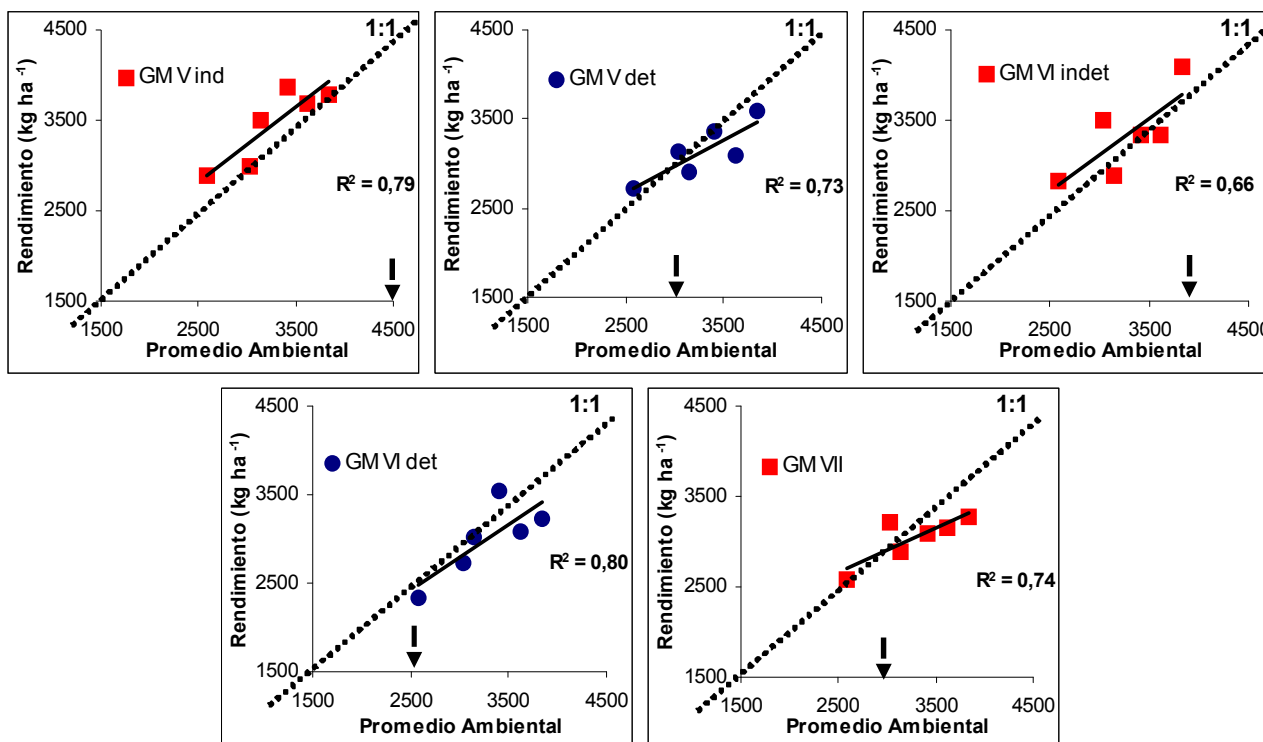 4500
1:1
GM V ind
3500
R² = 0,79
2500
1500
1500 2500 3500 4500
Rendimiento (kg ha -1)
Promedio Ambiental
4500
1:1
GM V det
3500
R² = 0,73
2500
1500
1500 2500 3500 4500
Rendimiento (kg ha -1)
Promedio Ambiental
4500
1:1
GM VI indet
3500
R² = 0,66
2500
1500
1500 2500 3500 4500
Rendimiento (kg ha -1)
Promedio Ambiental
4500
1:1
GM VI det
3500
R² = 0,80
2500
1500
1500 2500 3500 4500
Rendimiento (kg ha -1)
Promedio Ambiental
4500
1:1
GM VII
3500
R² = 0,74
2500
1500
1500 2500 3500 4500
Rendimiento (kg ha -1)
Promedio Ambiental